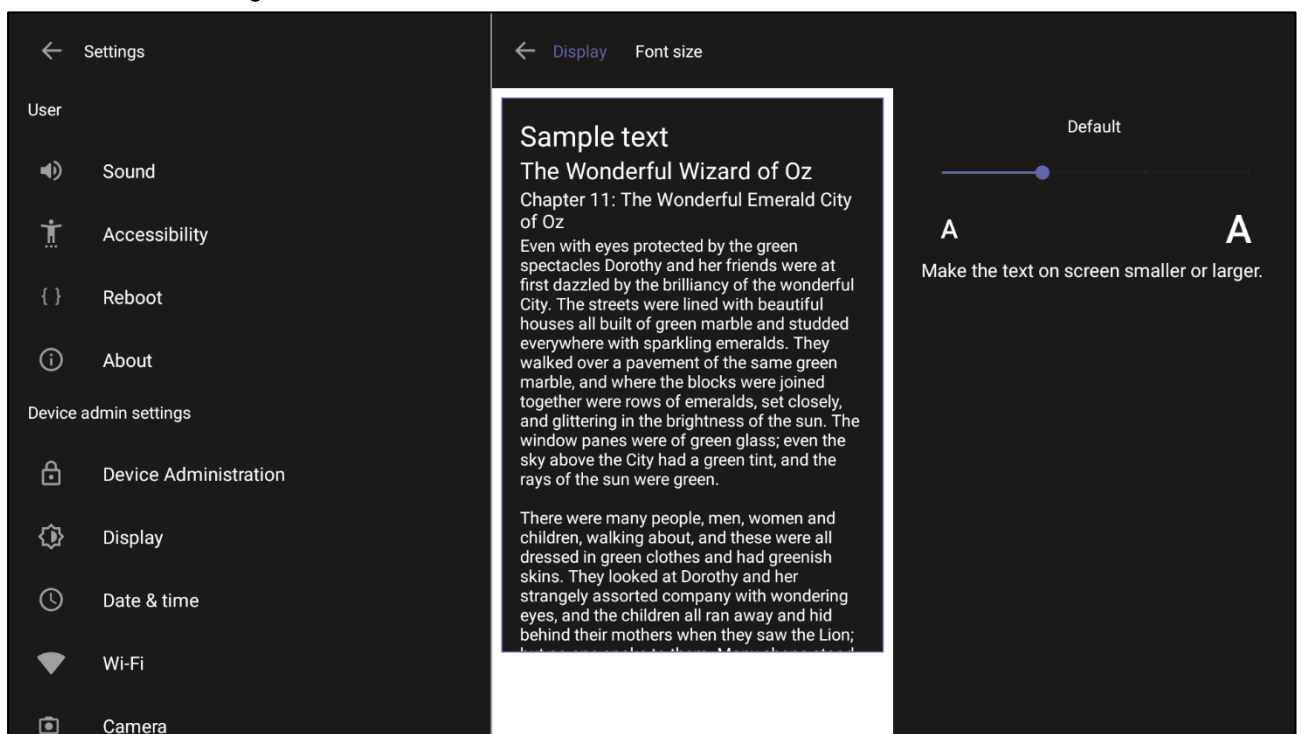 Settings
User
Sound
Accessibility
Reboot
About
Device admin settings
Device Administration
Display
Date & time
Wi-Fi
Camera
Display Font size
Sample text
The Wonderful Wizard of Oz
Chapter 11: The Wonderful Emerald City
of Oz
Even with eyes protected by the green
spectacles Dorothy and her friends were at
first dazzled by the brilliancy of the wonderful
City. The streets were lined with beautiful
houses all built of green marble and studded
everywhere with sparkling emeralds. They
walked over a pavement of the same green
marble, and where the blocks were joined
together were rows of emeralds, set closely,
and glittering in the brightness of the sun. The
window panes were of green glass; even the
sky above the City had a green tint, and the
rays of the sun were green.
There were many people, men, women and
children, walking about, and these were all
dressed in green clothes and had greenish
skins. They looked at Dorothy and her
strangely assorted company with wondering
eyes, and the children all ran away and hid
behind their mothers when they saw the Lion;
Default
A A
Make the text on screen smaller or larger.